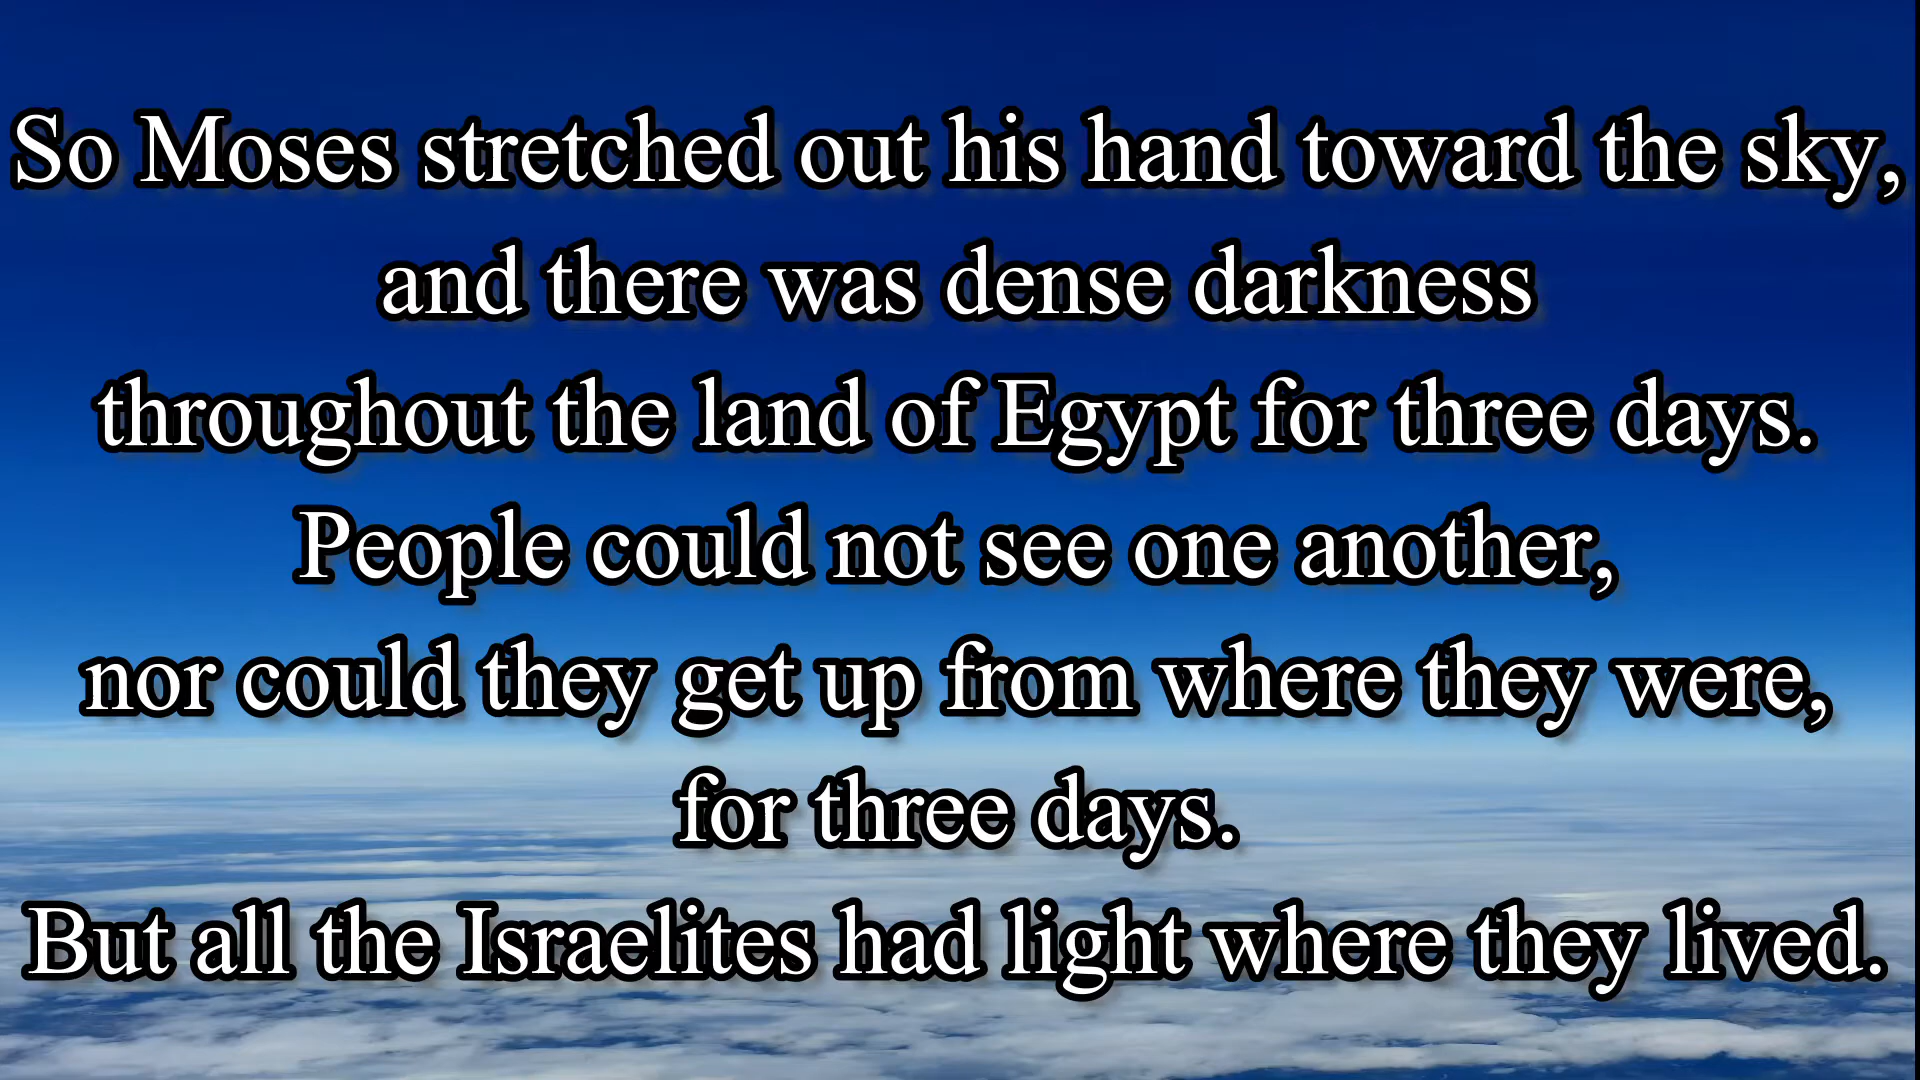 So Moses stretched out his hand toward the sky,
and there was dense darkness
throughout the land of Egypt for three days.
People could not see one another,
nor could they get up from where they were,
for three days.
But all the Israelites had light where they lived.